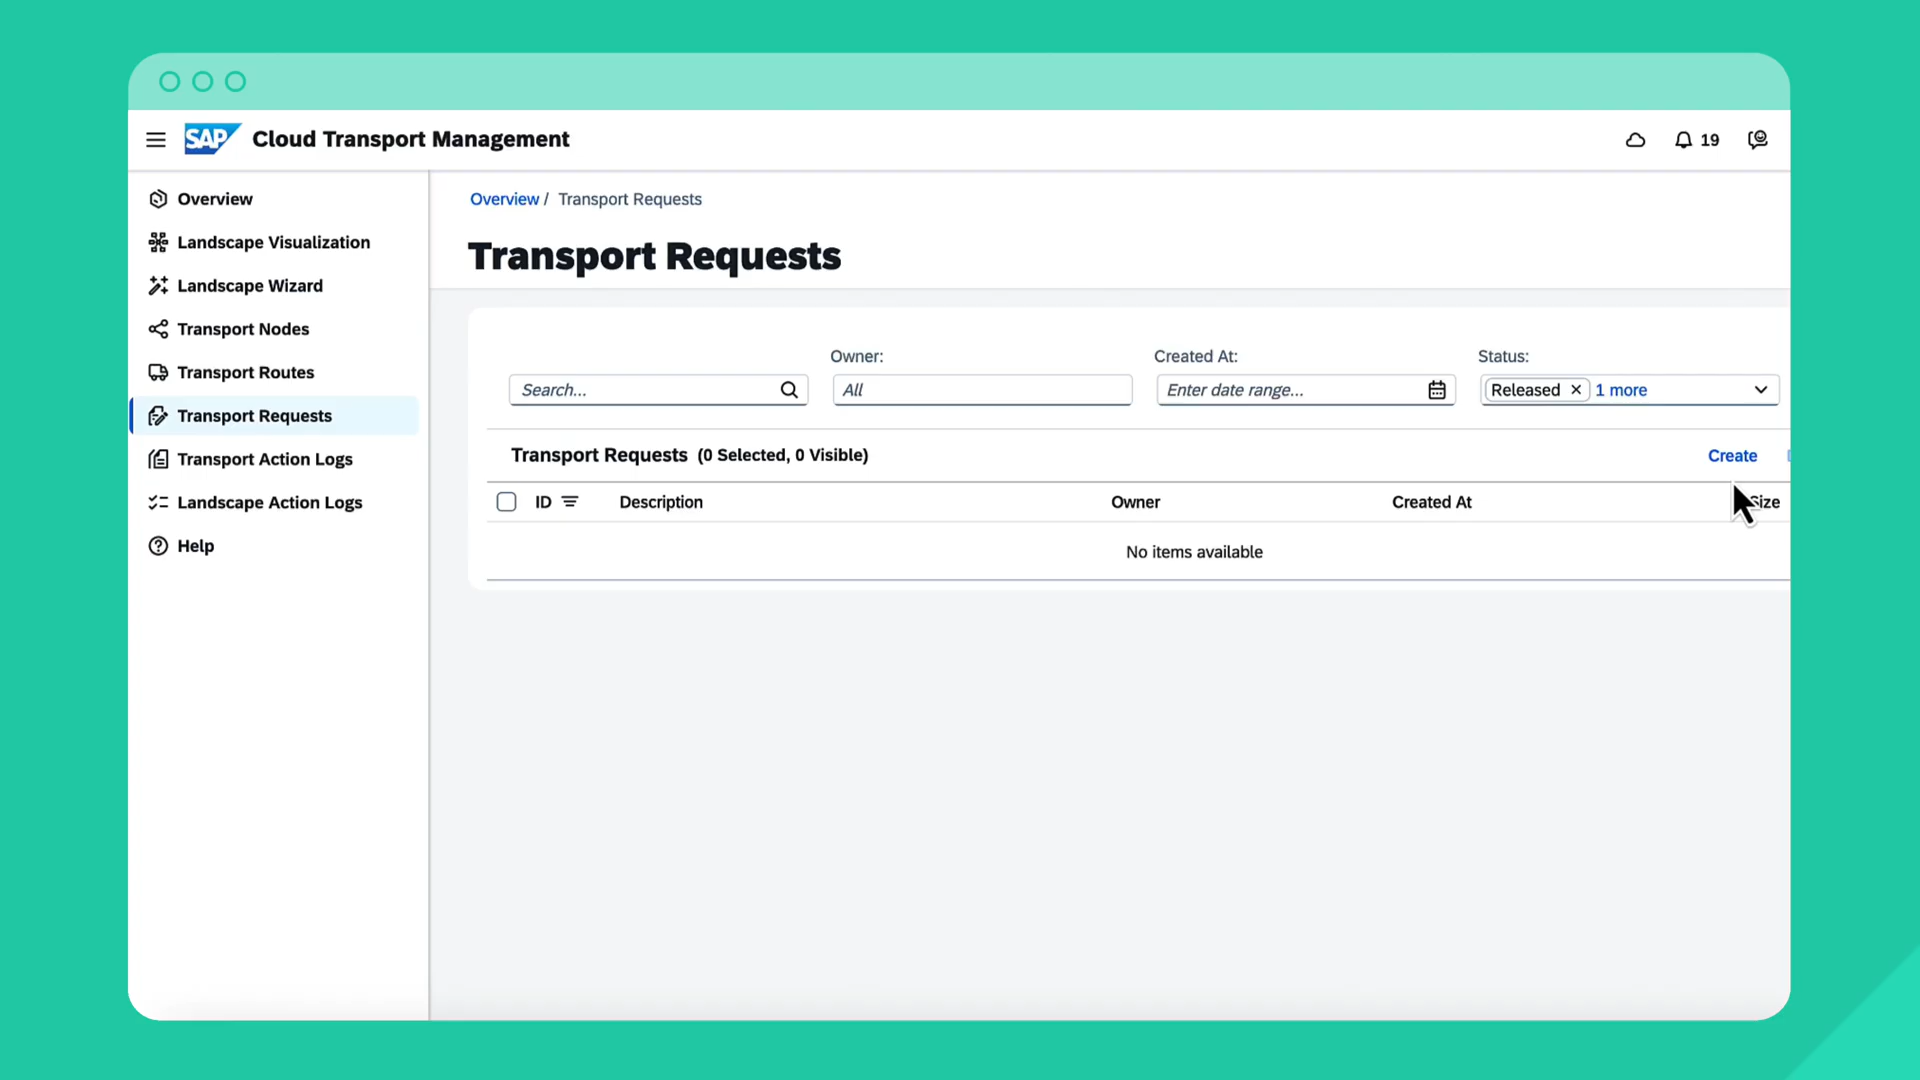 SAP Cloud Transport Management
19
Overview
Landscape Visualization
Landscape Wizard
Transport Nodes
Transport Routes
Transport Requests
Transport Action Logs
Landscape Action Logs
Help
Overview / Transport Requests
Transport Requests
Owner: Created At: Status:
Search... All Enter date range... Released 1 more
Transport Requests (0 Selected, 0 Visible) Create
ID Description Owner Created At Size
No items available